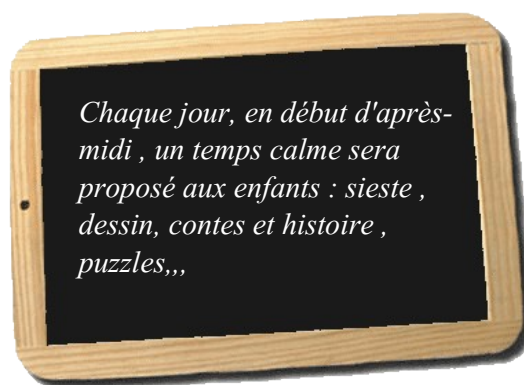 Chaque jour, en début d'après-
midi , un temps calme sera
proposé aux enfants : sieste ,
dessin, contes et histoire ,
puzzles,,,